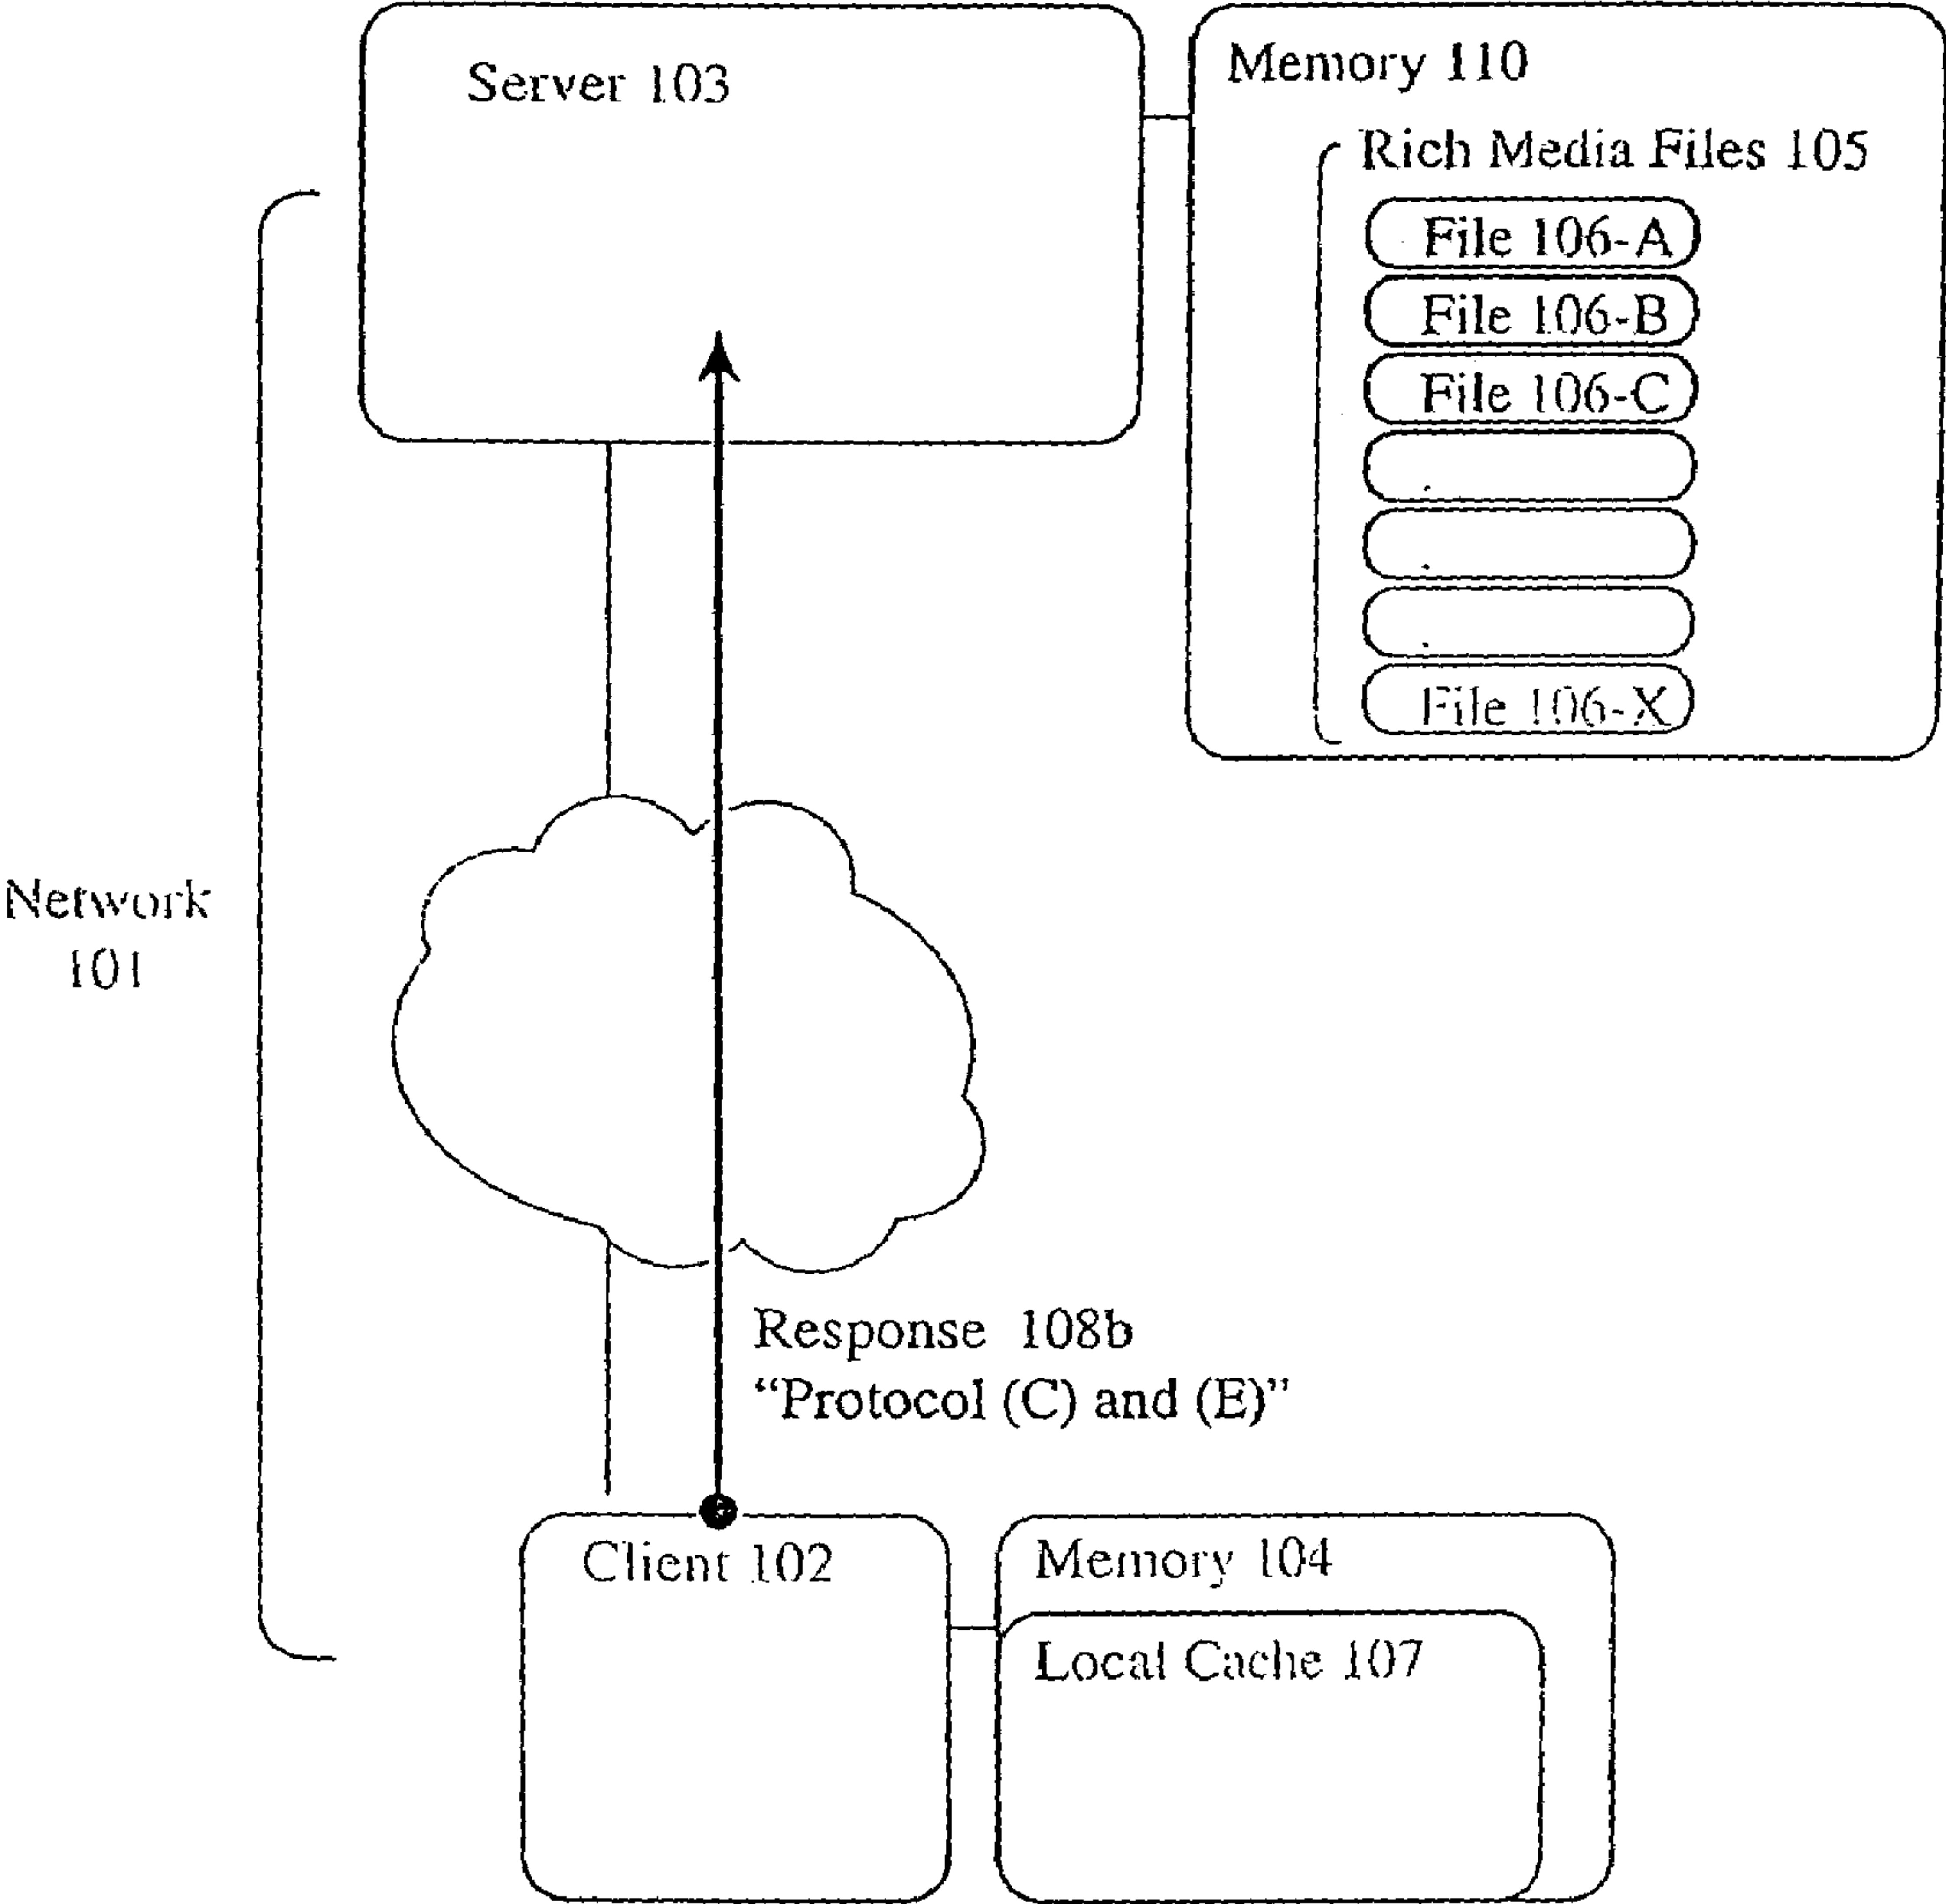 Server 103
Memory 110
Rich Media Files 105
File 106-A
File 106-B
File 106-C
.
.
.
File 106-X
Network
101
Response 108b
“Protocol (C) and (E)”
Client 102
Memory 104
Local Cache 107